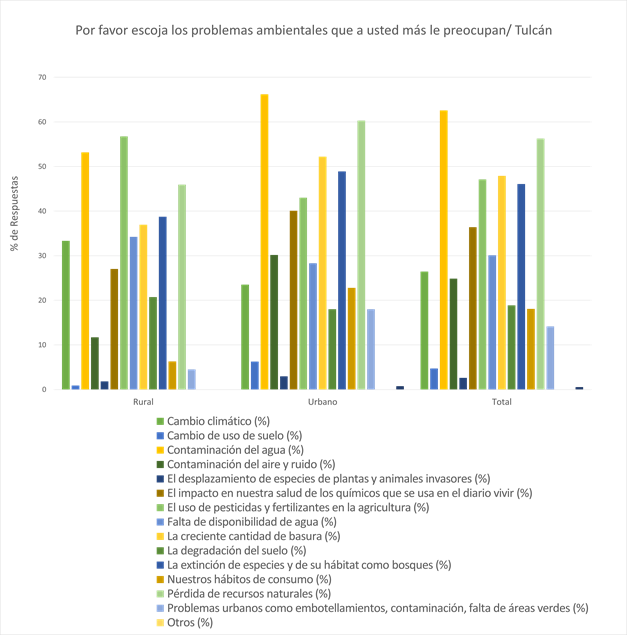 Por favor escoja los problemas ambientales que a usted más le preocupan/ Tulcán
70
60
50
40
30
20
10
0
% de Respuestas
Rural Urbano Total
Cambio climático (%)
Cambio de uso de suelo (%)
Contaminación del agua (%)
Contaminación del aire y ruido (%)
El desplazamiento de especies de plantas y animales invasores (%)
El impacto en nuestra salud de los químicos que se usa en el diario vivir (%)
El uso de pesticidas y fertilizantes en la agricultura (%)
Falta de disponibilidad de agua (%)
La creciente cantidad de basura (%)
La degradación del suelo (%)
La extinción de especies y de su hábitat como bosques (%)
Nuestros hábitos de consumo (%)
Pérdida de recursos naturales (%)
Problemas urbanos como embotellamientos, contaminación, falta de áreas verdes (%)
Otros (%)